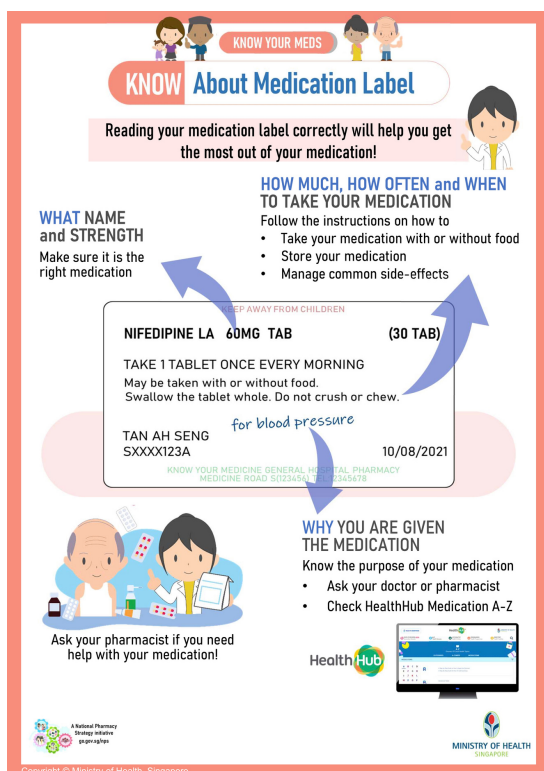 KNOW YOUR MEDS
KNOW About Medication Label
Reading your medication label correctly will help you get
the most out of your medication!
HOW MUCH, HOW OFTEN and WHEN
TO TAKE YOUR MEDICATION
Follow the instructions on how to
• Take your medication with or without food
• Store your medication
• Manage common side-effects
WHAT NAME
and STRENGTH
Make sure it is the
right medication
KEEP AWAY FROM CHILDREN
NIFEDIPINE LA 60MG TAB (30 TAB)
TAKE 1 TABLET ONCE EVERY MORNING
May be taken with or without food.
Swallow the tablet whole. Do not crush or chew.
for blood pressure
TAN AH SENG
SXXXX123A 10/08/2021
KNOW YOUR MEDICINE GENERAL HOSPITAL PHARMACY
MEDICINE ROAD S(123456) TEL:12345678
WHY YOU ARE GIVEN
THE MEDICATION
Know the purpose of your medication
• Ask your doctor or pharmacist
• Check HealthHub Medication A-Z
Ask your pharmacist if you need
help with your medication!
HealthHub
A National Pharmacy
Strategy initiative
go.gov.sg/nps
MINISTRY OF HEALTH
SINGAPORE
Copyright © Ministry of Health, Singapore